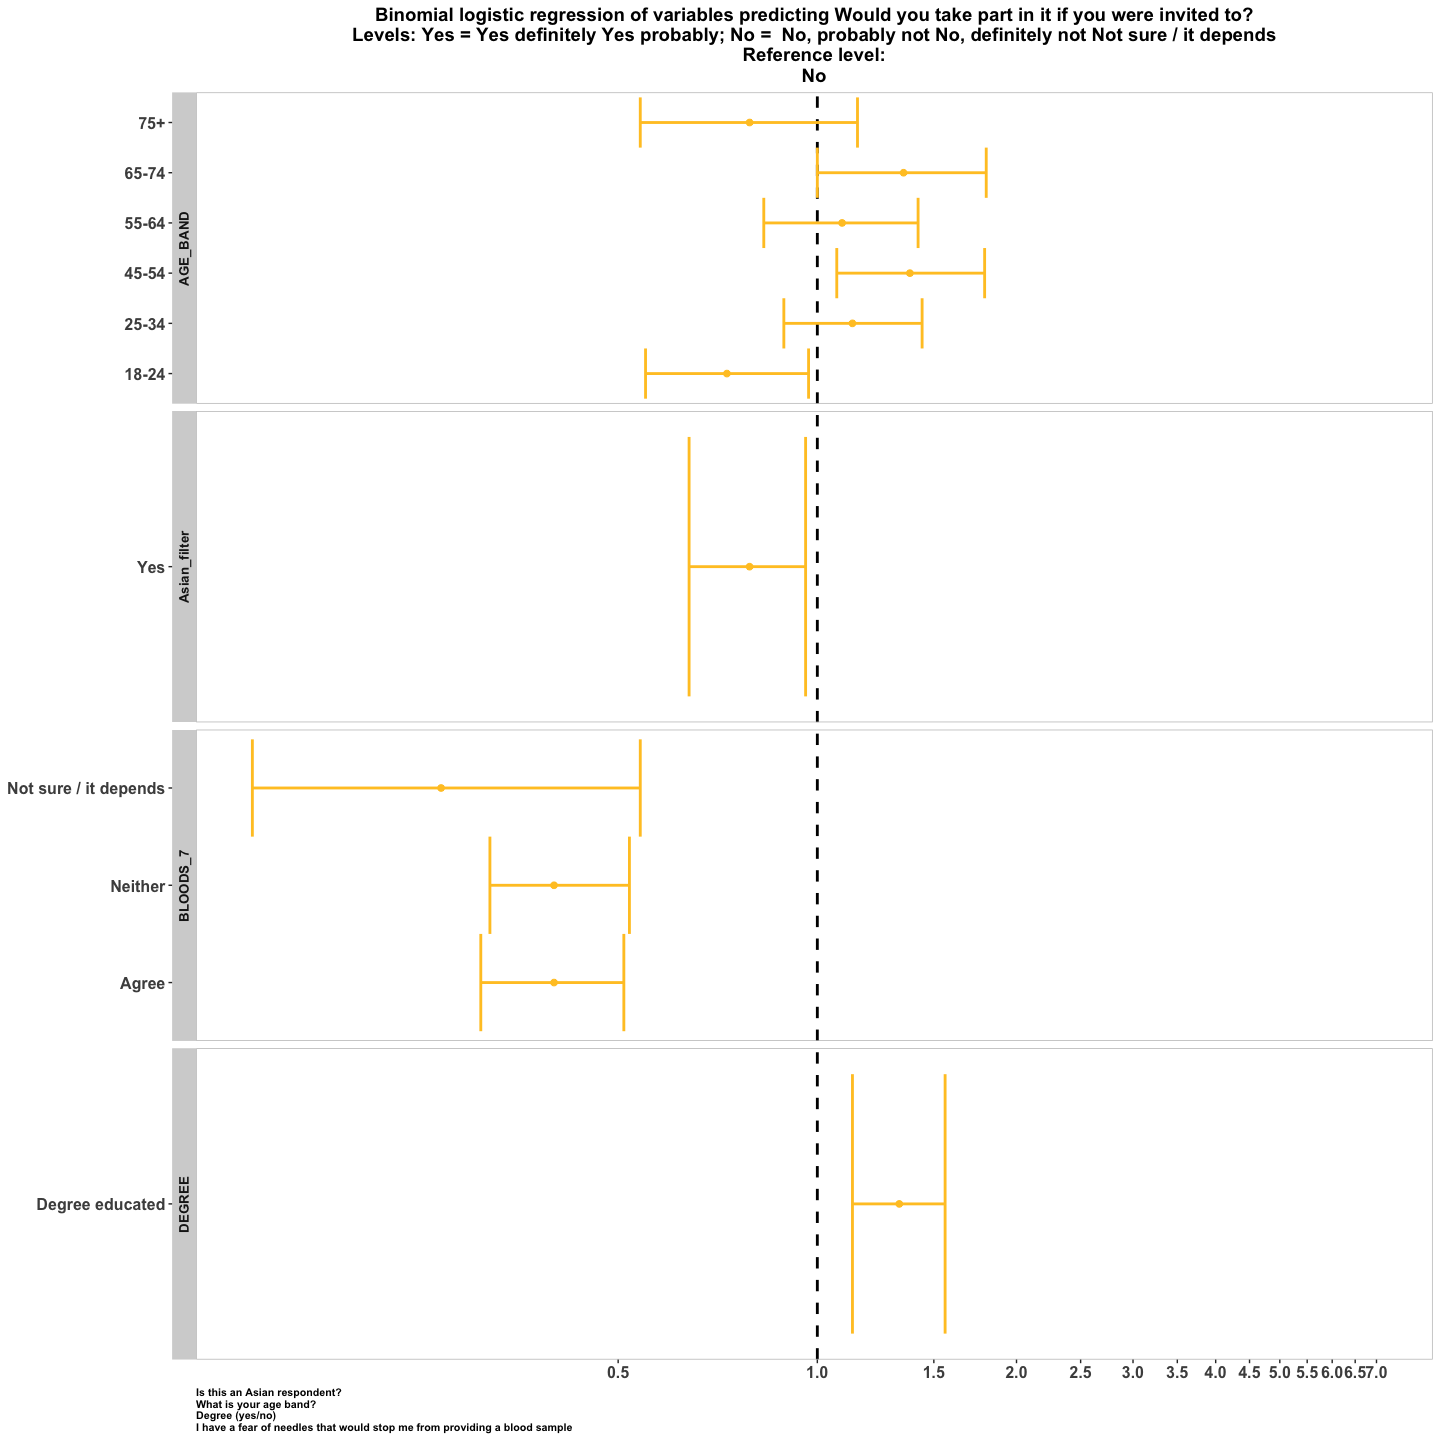 Binomial logistic regression of variables predicting Would you take part in it if you were invited to?
Levels: Yes = Yes definitely Yes probably; No =  No, probably not No, definitely not Not sure / it depends
Reference level:
No
AGE_BAND
75+
65-74
55-64
45-54
25-34
18-24
Asian_filter
Yes
BLOODS_7
Not sure / it depends
Neither
Agree
DEGREE
Degree educated
0.5 1.0 1.5 2.0 2.5 3.0 3.5 4.0 4.5 5.0 5.5 6.0 6.5 7.0
Is this an Asian respondent?
What is your age band?
Degree (yes/no)
I have a fear of needles that would stop me from providing a blood sample